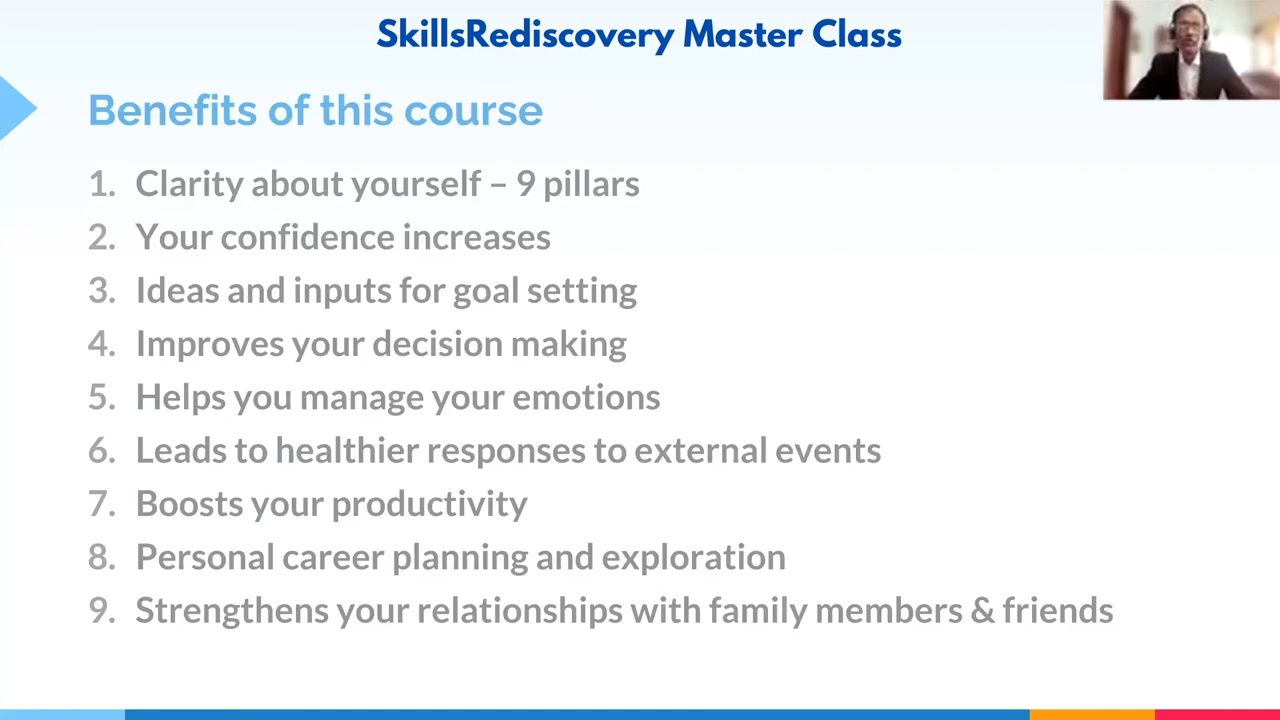 SkillsRediscovery Master Class
Benefits of this course
1. Clarity about yourself – 9 pillars
2. Your confidence increases
3. Ideas and inputs for goal setting
4. Improves your decision making
5. Helps you manage your emotions
6. Leads to healthier responses to external events
7. Boosts your productivity
8. Personal career planning and exploration
9. Strengthens your relationships with family members & friends